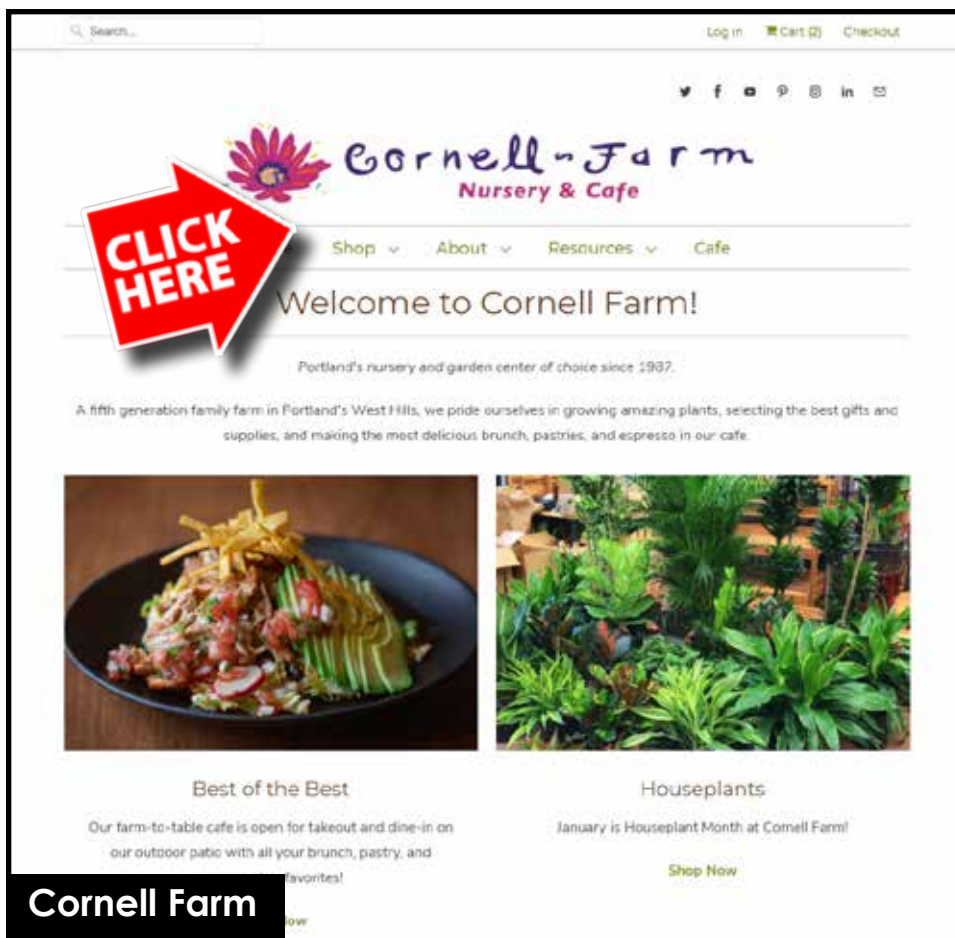 Search...
Log in Cart (2) Checkout
Cornell Farm
Nursery & Cafe
CLICK
HERE
Shop About Resources Cafe
Welcome to Cornell Farm!
Portland's nursery and garden center of choice since 1987.
A fifth generation family farm in Portland's West Hills, we pride ourselves in growing amazing plants, selecting the best gifts and
supplies, and making the most delicious brunch, pastries, and espresso in our cafe.
Best of the Best
Our farm-to-table cafe is open for takeout and dine-in on
our outdoor patio with all your brunch, pastry, and
favorites!
Houseplants
January is Houseplant Month at Cornell Farm!
Shop Now
Cornell Farm